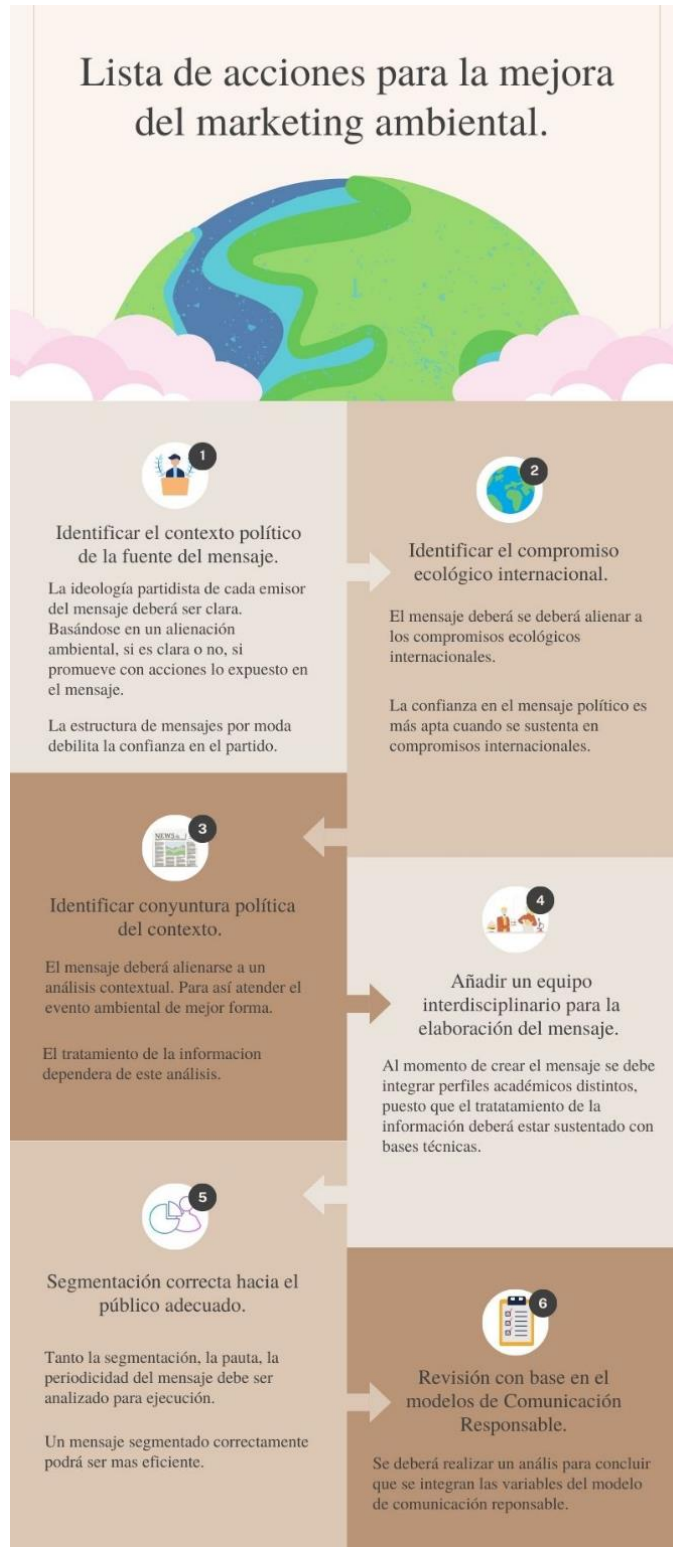 Lista de acciones para la mejora
del marketing ambiental.
1
Identificar el contexto político
de la fuente del mensaje.
La ideología partidista de cada emisor
del mensaje deberá ser clara.
Basándose en un alienación
ambiental, si es clara o no, si
promueve con acciones lo expuesto en
el mensaje.
La estructura de mensajes por moda
debilita la confianza en el partido.
2
Identificar el compromiso
ecológico internacional.
El mensaje deberá se deberá alienar a
los compromisos ecológicos
internacionales.
La confianza en el mensaje político es
más apta cuando se sustenta en
compromisos internacionales.
NEWS
3
Identificar conyuntura política
del contexto.
El mensaje deberá alienarse a un
análisis contextual. Para así atender el
evento ambiental de mejor forma.
El tratamiento de la informacion
dependera de este análisis.
4
Añadir un equipo
interdisciplinario para la
elaboración del mensaje.
Al momento de crear el mensaje se debe
integrar perfiles académicos distintos,
puesto que el tratatamiento de la
información deberá estar sustentado con
bases técnicas.
5
Segmentación correcta hacia el
público adecuado.
Tanto la segmentación, la pauta, la
periodicidad del mensaje debe ser
analizado para ejecución.
Un mensaje segmentado correctamente
podrá ser mas eficiente.
6
Revisión con base en el
modelos de Comunicación
Responsable.
Se deberá realizar un anális para concluir
que se integran las variables del modelo
de comunicación reponsable.